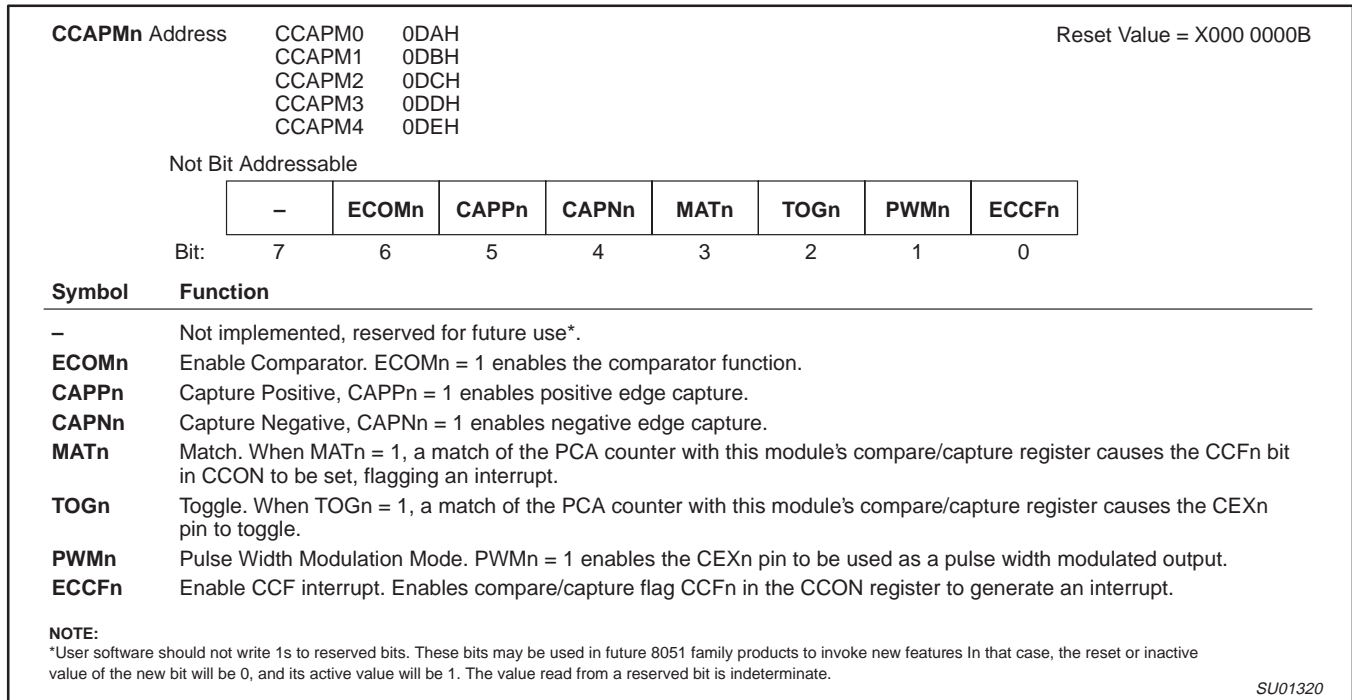 CCAPMn Address CCAPM0 0DAH Reset Value = X000 0000B
CCAPM1 0DBH
CCAPM2 0DCH
CCAPM3 0DDH
CCAPM4 0DEH
Not Bit Addressable
– ECOMn CAPPn CAPNn MATn TOGn PWMn ECCFn
Bit: 7 6 5 4 3 2 1 0
Symbol Function
– Not implemented, reserved for future use*.
ECOMn Enable Comparator. ECOMn = 1 enables the comparator function.
CAPPn Capture Positive, CAPPn = 1 enables positive edge capture.
CAPNn Capture Negative, CAPNn = 1 enables negative edge capture.
MATn Match. When MATn = 1, a match of the PCA counter with this module's compare/capture register causes the CCFn bit
in CCON to be set, flagging an interrupt.
TOGn Toggle. When TOGn = 1, a match of the PCA counter with this module's compare/capture register causes the CEXn
pin to toggle.
PWMn Pulse Width Modulation Mode. PWMn = 1 enables the CEXn pin to be used as a pulse width modulated output.
ECCFn Enable CCF interrupt. Enables compare/capture flag CCFn in the CCON register to generate an interrupt.
NOTE:
*User software should not write 1s to reserved bits. These bits may be used in future 8051 family products to invoke new features In that case, the reset or inactive
value of the new bit will be 0, and its active value will be 1. The value read from a reserved bit is indeterminate.
SU01320